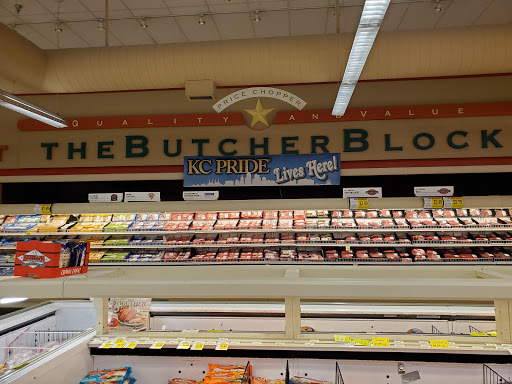 PRICE CHOPPER
QUALITY AND VALUE
THE BUTCHER BLOCK
KC PRIDE Lives Here!